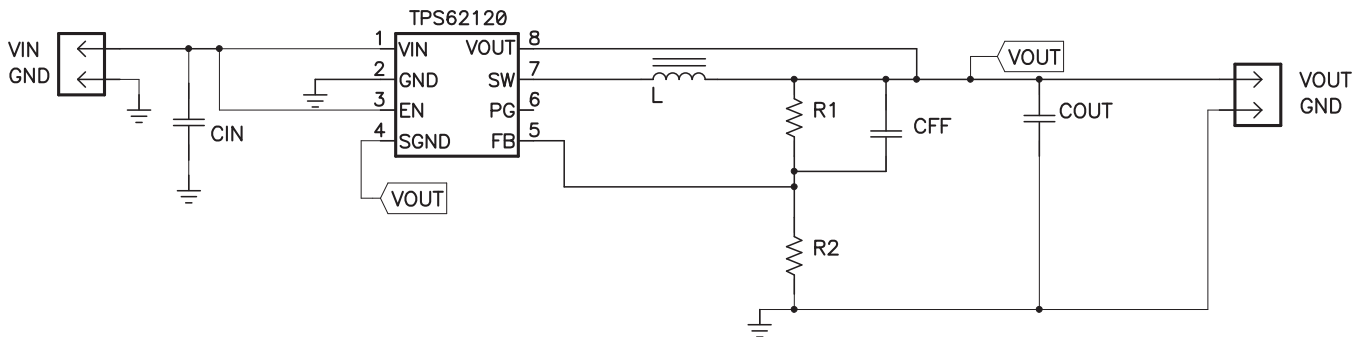 TPS62120
VIN
GND
CIN
1 VIN
2 GND
3 EN
4 SGND
VOUT 8
SW 7
PG 6
FB 5
VOUT
L
R1
CFF
R2
VOUT
COUT
VOUT
GND